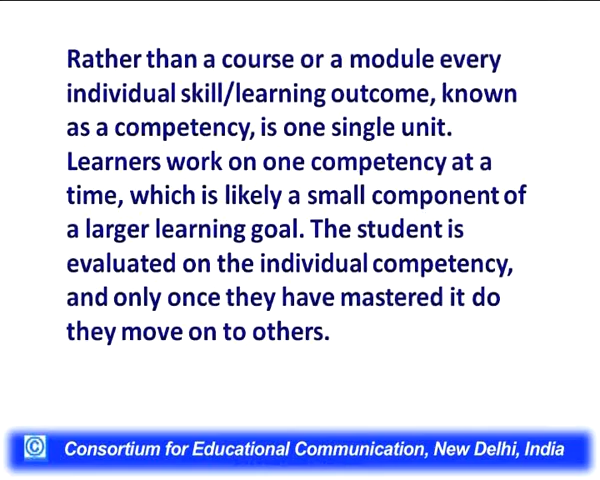 Rather than a course or a module every
individual skill/learning outcome, known
as a competency, is one single unit.
Learners work on one competency at a
time, which is likely a small component of
a larger learning goal. The student is
evaluated on the individual competency,
and only once they have mastered it do
they move on to others.
© Consortium for Educational Communication, New Delhi, India